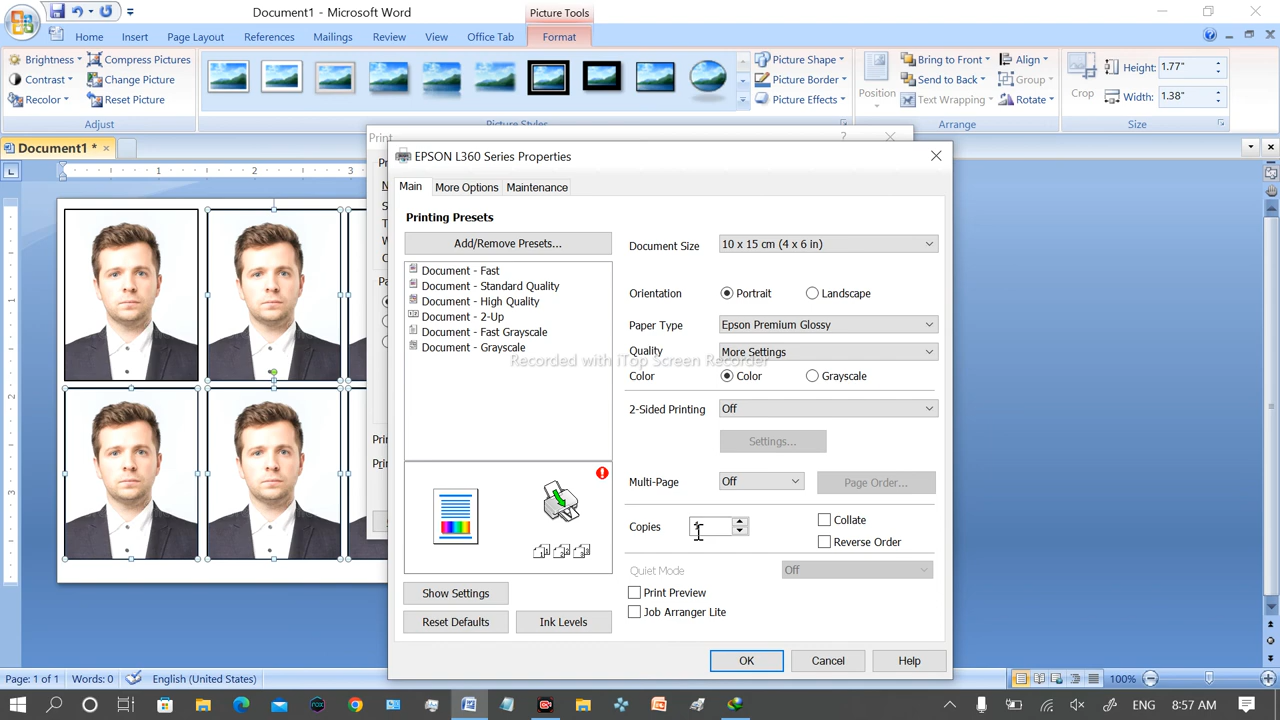 Document1 - Microsoft Word
Picture Tools
Home
Insert
Page Layout
References
Mailings
Review
View
Office Tab
Format
Brightness
Compress Pictures
Contrast
Change Picture
Recolor
Reset Picture
Adjust
Picture Styles
Picture Shape
Picture Border
Picture Effects
Position
Bring to Front
Send to Back
Text Wrapping
Align
Group
Rotate
Arrange
Crop
Height: 1.77"
Width: 1.38"
Size
Document1 *
1
2
3
1
2
3
Print
EPSON L360 Series Properties
Main
More Options
Maintenance
Printing Presets
Add/Remove Presets...
Document - Fast
Document - Standard Quality
Document - High Quality
Document - 2-Up
Document - Fast Grayscale
Document - Grayscale
Show Settings
Reset Defaults
Ink Levels
Document Size
10 x 15 cm (4 x 6 in)
Orientation
Portrait
Landscape
Paper Type
Epson Premium Glossy
Quality
More Settings
Recorded with iTop Screen Recorder
Color
Color
Grayscale
2-Sided Printing
Off
Settings...
Multi-Page
Off
Page Order...
Copies
Collate
Reverse Order
Quiet Mode
Off
Print Preview
Job Arranger Lite
OK
Cancel
Help
Page: 1 of 1
Words: 0
English (United States)
100%
ENG
8:57 AM